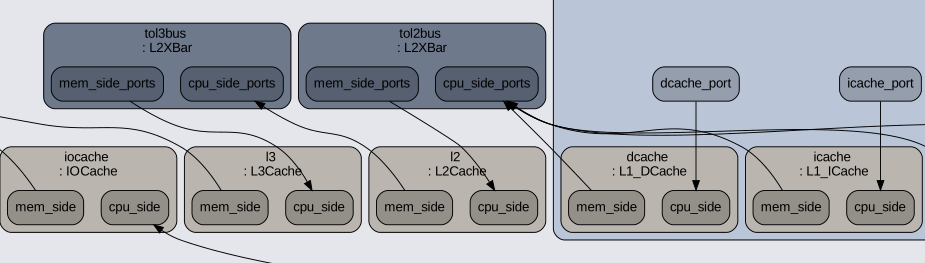 tol3bus
: L2XBar
mem_side_ports
cpu_side_ports
tol2bus
: L2XBar
mem_side_ports
cpu_side_ports
dcache_port
icache_port
iocache
: IOCache
mem_side
cpu_side
l3
: L3Cache
mem_side
cpu_side
l2
: L2Cache
mem_side
cpu_side
dcache
: L1_DCache
mem_side
cpu_side
icache
: L1_ICache
mem_side
cpu_side